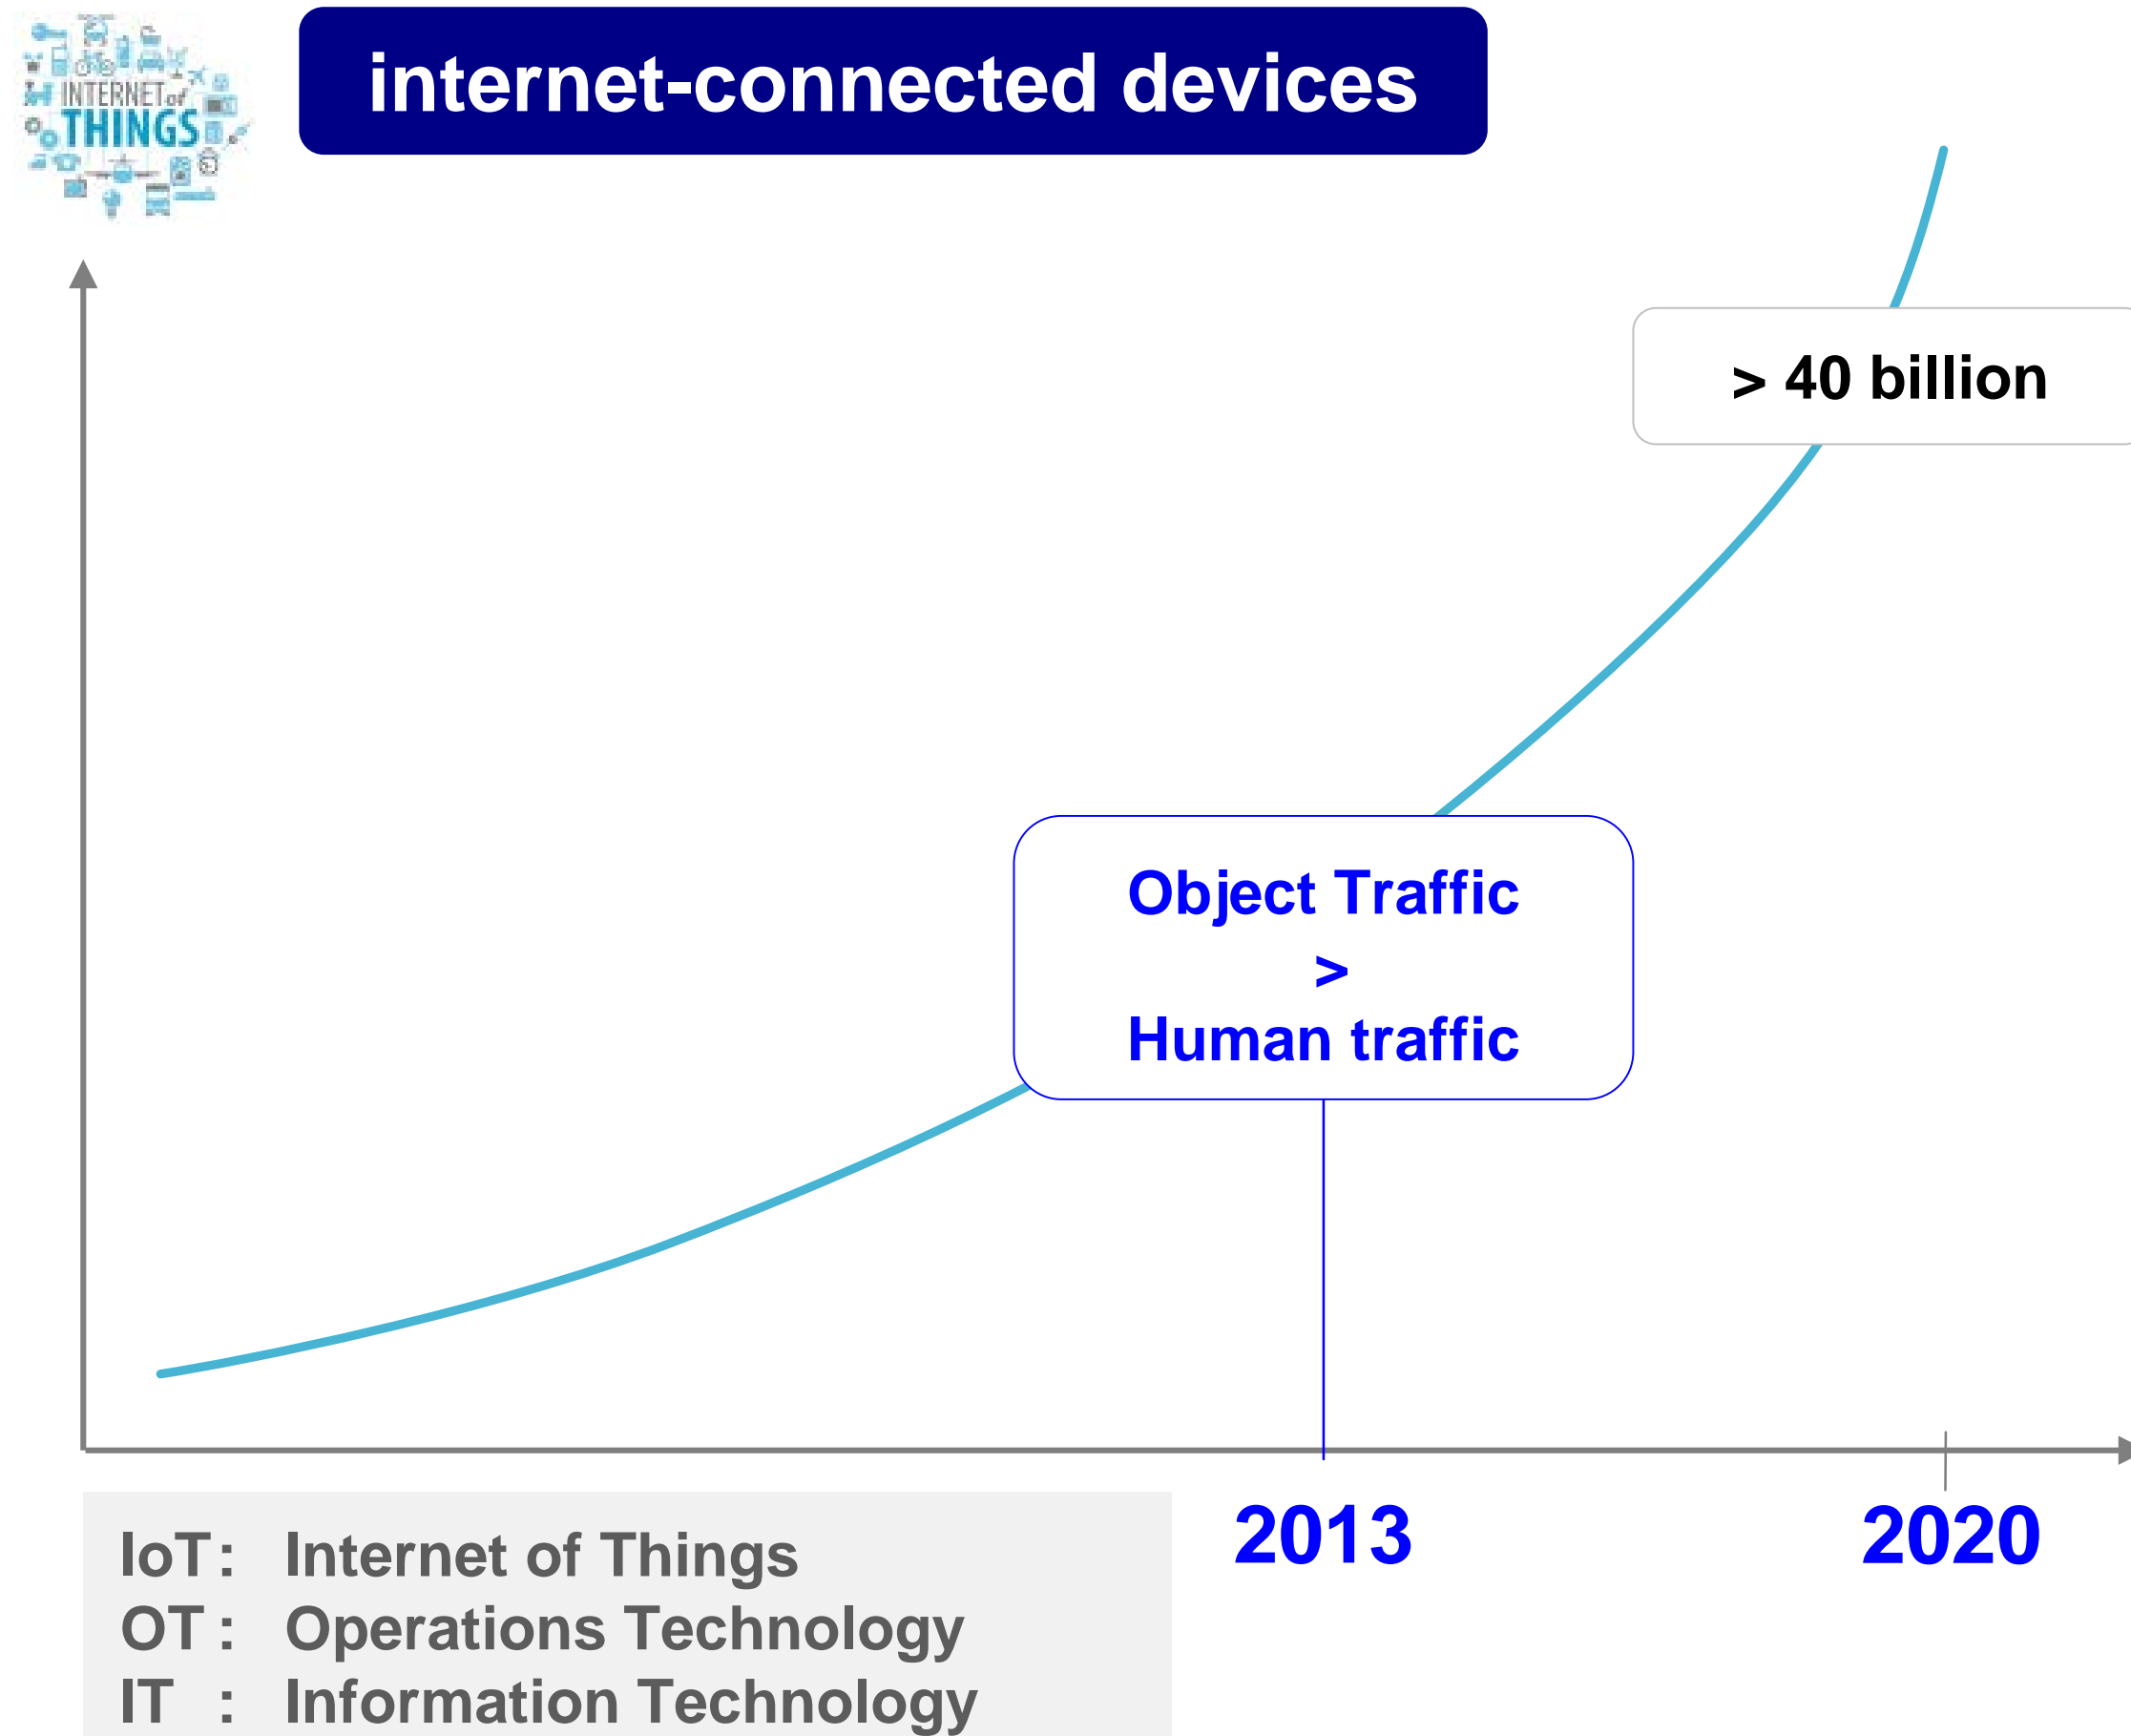 INTERNET of
THINGS
internet-connected devices
> 40 billion
Object Traffic
>
Human traffic
2013
2020
IoT : Internet of Things
OT : Operations Technology
IT : Information Technology